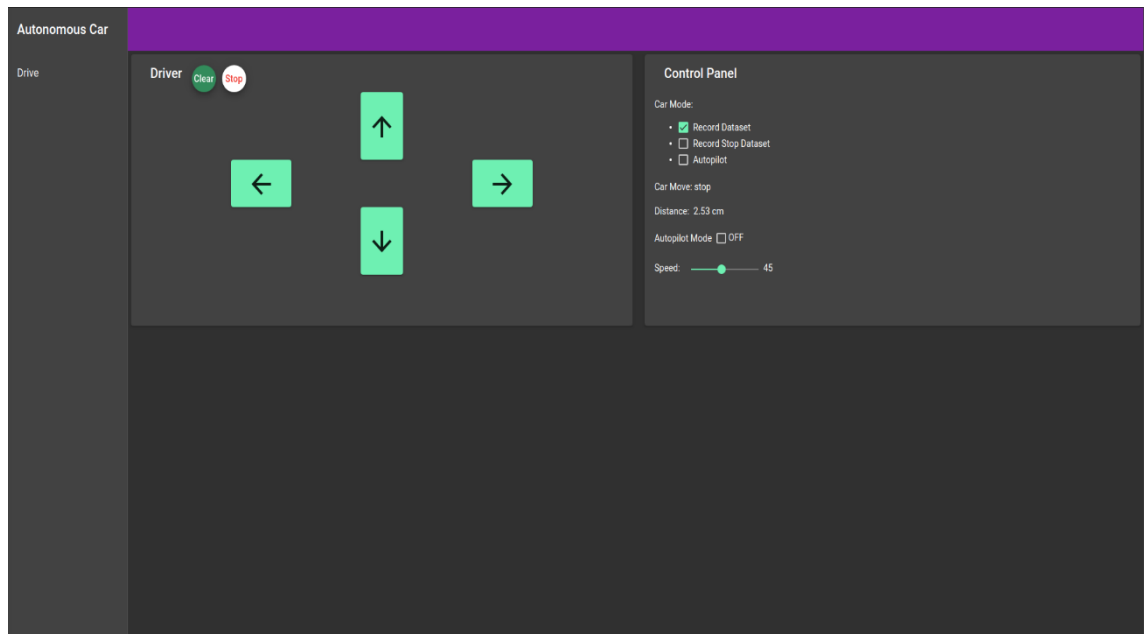 Autonomous Car
Drive
Driver Clear Stop
Control Panel
Car Mode:
Record Dataset
Record Stop Dataset
Autopilot
Car Move: stop
Distance: 2.53 cm
Autopilot Mode OFF
Speed: 45